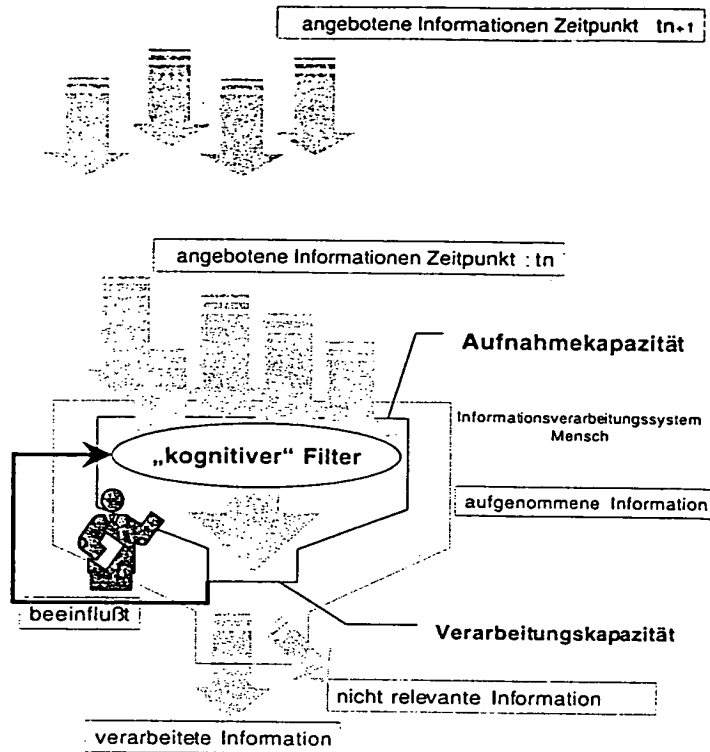 angebotene Informationen Zeitpunkt tn+1
angebotene Informationen Zeitpunkt : tn
Aufnahmekapazität
Informationsverarbeitungssystem
Mensch
„kognitiver“ Filter
aufgenommene Information
beeinflußt
Verarbeitungskapazität
nicht relevante Information
verarbeitete Information